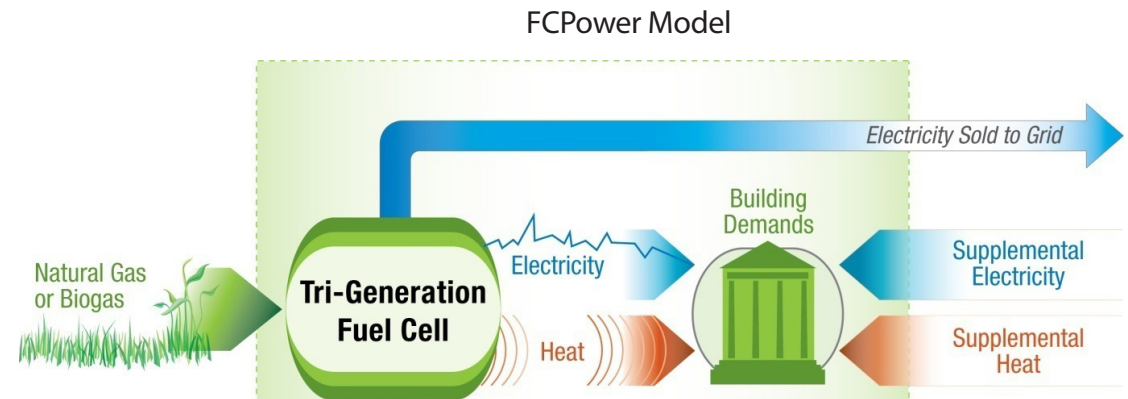 FCPower Model
Electricity Sold to Grid
Building
Demands
Natural Gas
or Biogas
Tri-Generation
Fuel Cell
Electricity
Heat
Supplemental
Electricity
Supplemental
Heat